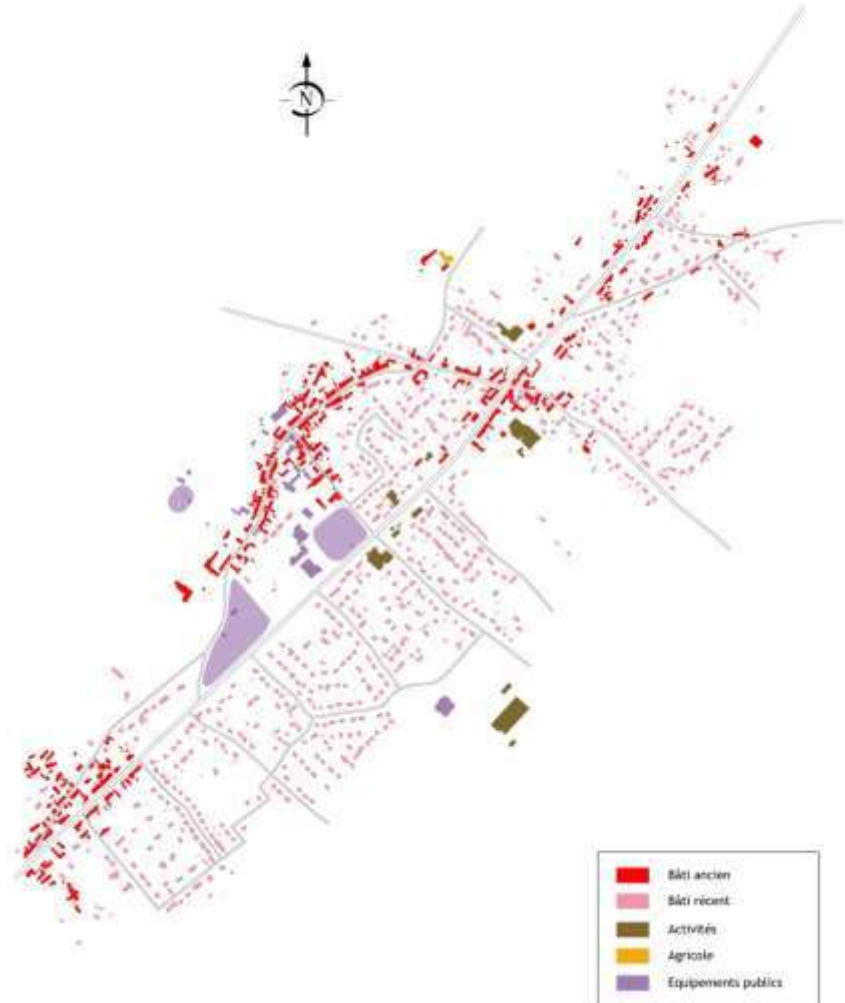 N
Bâti ancien
Bâti récent
Activités
Agricole
Equipements publics